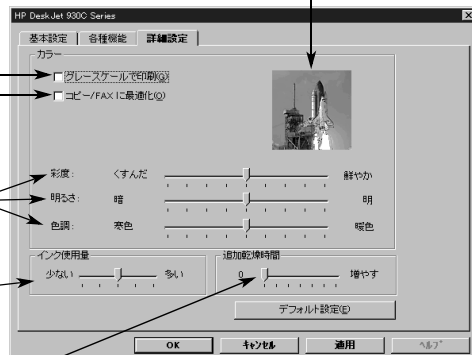 HP DeskJet 930C Series
基本設定 各種機能 詳細設定
カラー
グレースケールで印刷(G)
コピー/FAXに最適化(O)
彩度: くすんだ 鮮やか
明るさ: 暗 明
色調: 寒色 暖色
インク使用量
少ない 多い
追加乾燥時間
0 増やす
デフォルト設定(E)
OK キャンセル 適用 ヘルプ